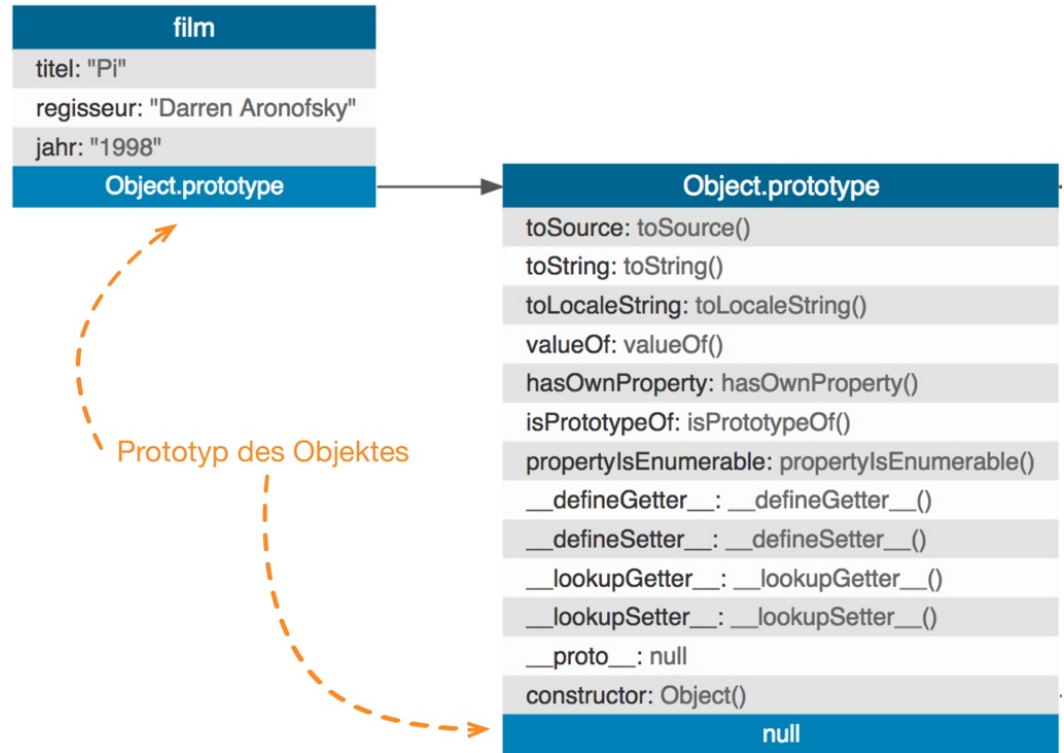 film
titel: "Pi"
regisseur: "Darren Aronofsky"
jahr: "1998"
Object.prototype
Object.prototype
toSource: toSource()
toString: toString()
toLocaleString: toLocaleString()
valueOf: valueOf()
hasOwnProperty: hasOwnProperty()
isPrototypeOf: isPrototypeOf()
propertyIsEnumerable: propertyIsEnumerable()
__defineGetter__: __defineGetter__()
__defineSetter__: __defineSetter__()
__lookupGetter__: __lookupGetter__()
__lookupSetter__: __lookupSetter__()
__proto__: null
constructor: Object()
null
Prototyp des Objektes